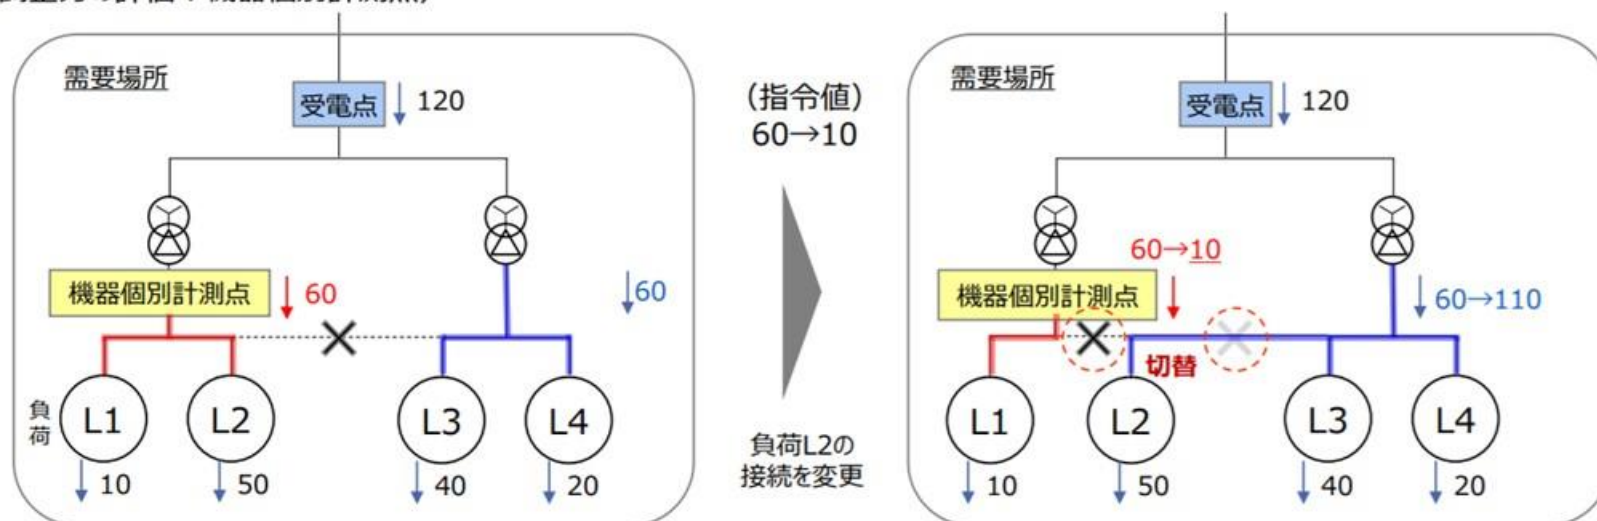 需要場所
受電点
120
機器個別計測点
60
60
負荷
L1
L2
L3
L4
10
50
40
20
(指令値)
60→10
負荷L2の
接続を変更
需要場所
受電点
120
60→10
機器個別計測点
60→110
切替
L1
L2
L3
L4
10
50
40
20